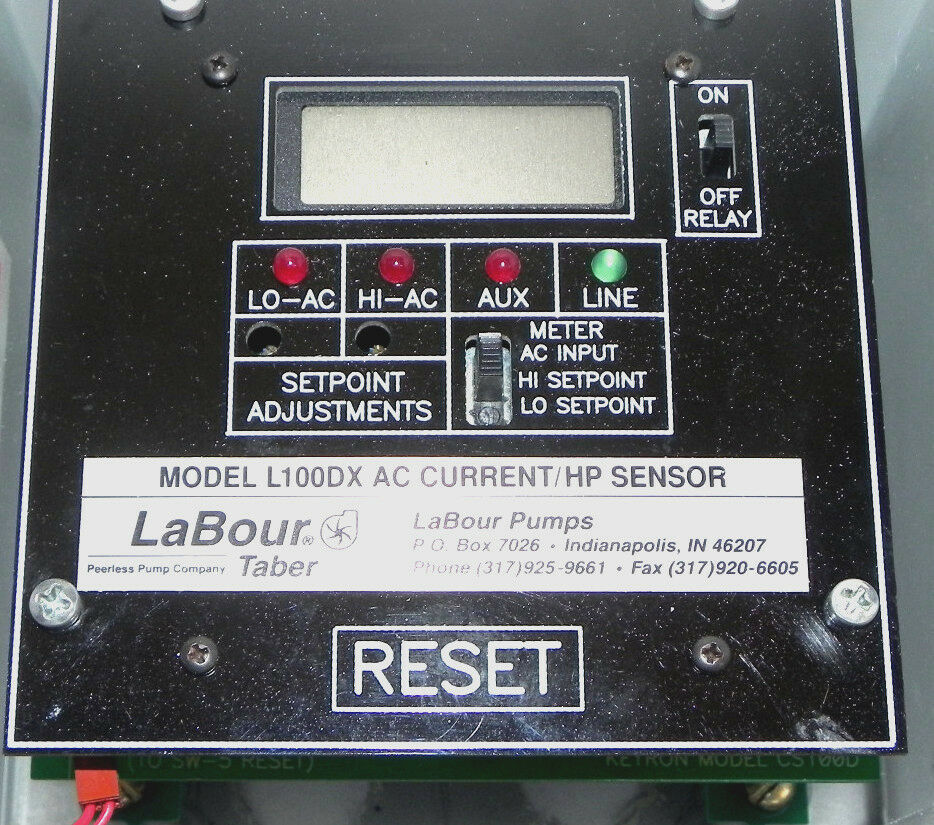 ON
OFF
RELAY
LO-AC HI-AC AUX LINE
METER
AC INPUT
HI SETPOINT
LO SETPOINT
SETPOINT
ADJUSTMENTS
MODEL L100DX AC CURRENT/HP SENSOR
LaBour®
Peerless Pump Company Taber
LaBour Pumps
P.O. Box 7026 • Indianapolis, IN 46207
Phone (317)925-9661 • Fax (317)920-6605
RESET
(TO SW-5 RESET) KETRON MODEL CS100D